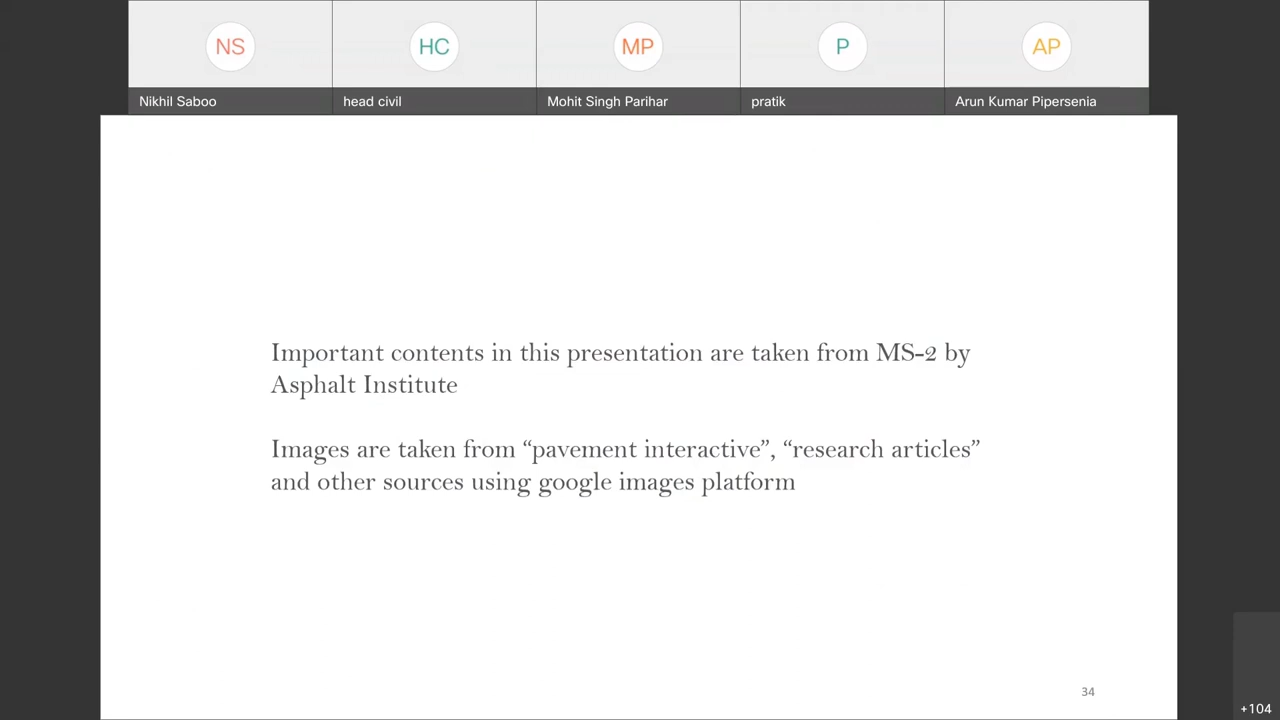 NS HC MP P AP
Nikhil Saboo head civil Mohit Singh Parihar pratik Arun Kumar Pipersenia
Important contents in this presentation are taken from MS-2 by
Asphalt Institute
Images are taken from “pavement interactive”, “research articles”
and other sources using google images platform
34
+104